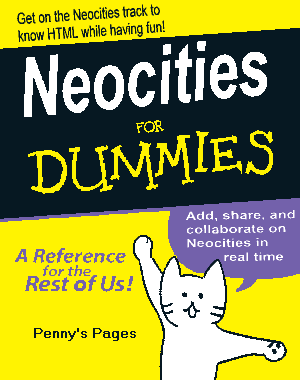 Get on the Neocities track to
know HTML while having fun!
Neocities
FOR
DUMMIES
Add, share, and
collaborate on
Neocities in
real time
A Reference
for the
Rest of Us!
Penny's Pages